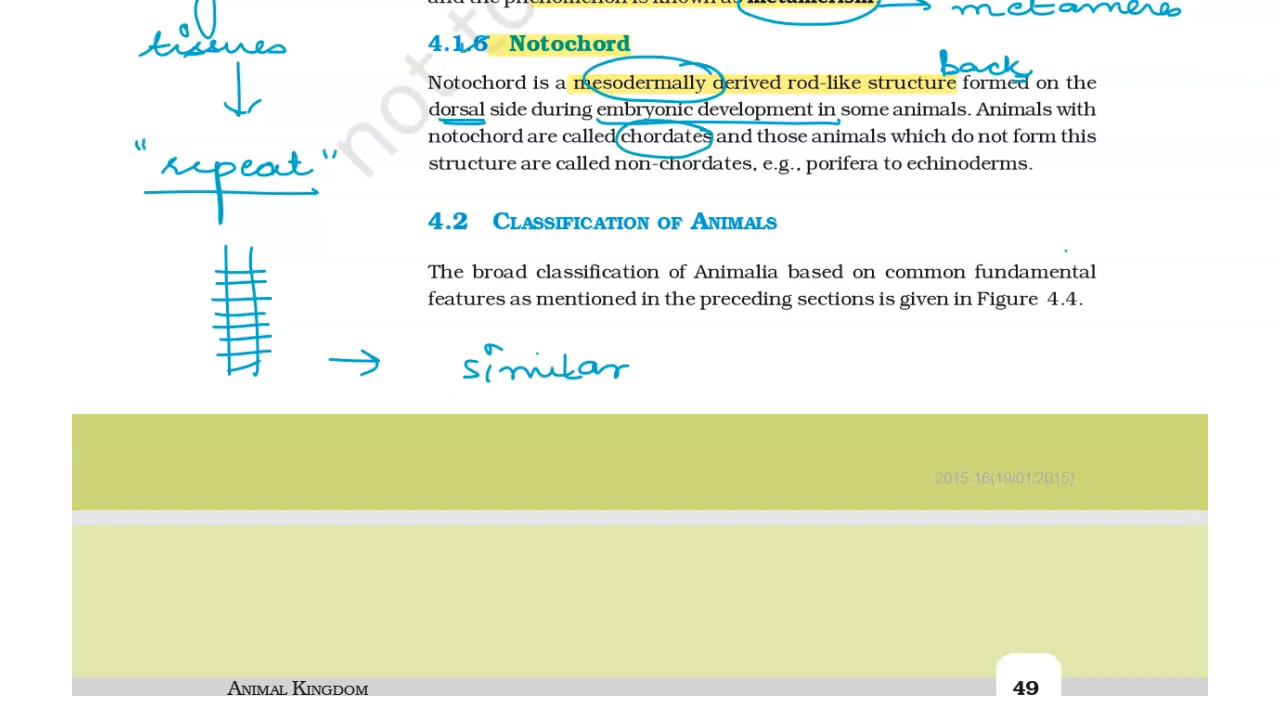 and the phenomenon is known as metamerism.
metameres
tissues
4.1.6 Notochord
back
Notochord is a mesodermally derived rod-like structure formed on the
dorsal side during embryonic development in some animals. Animals with
notochord are called chordates and those animals which do not form this
structure are called non-chordates, e.g., porifera to echinoderms.
"repeat"
not to
4.2 CLASSIFICATION OF ANIMALS
The broad classification of Animalia based on common fundamental
features as mentioned in the preceding sections is given in Figure 4.4.
similar
2015-16(19/01/2015)
ANIMAL KINGDOM
49